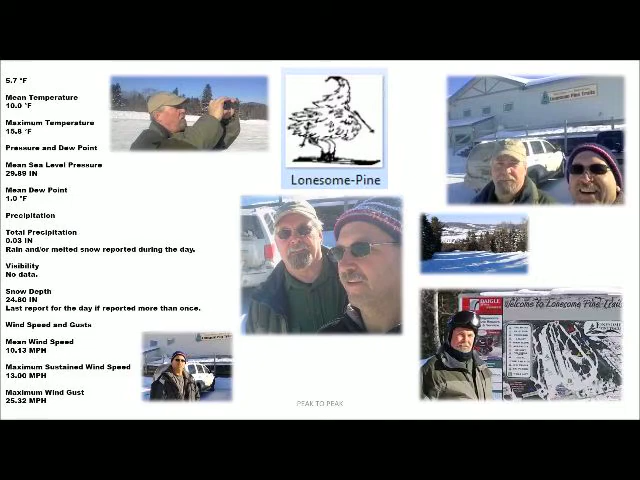 5.7 °F
Mean Temperature
10.0 °F
Maximum Temperature
15.8 °F
Pressure and Dew Point
Mean Sea Level Pressure
29.89 IN
Mean Dew Point
1.0 °F
Precipitation
Total Precipitation
0.03 IN
Rain and/or melted snow reported during the day.
Visibility
No data.
Snow Depth
24.80 IN
Last report for the day if reported more than once.
Wind Speed and Gusts
Mean Wind Speed
10.13 MPH
Maximum Sustained Wind Speed
13.00 MPH
Maximum Wind Gust
25.32 MPH
Lonesome-Pine
Lonesome Pine Trails
DAIGLE
Welcome To Lonesome Pine Trails
PEAK TO PEAK